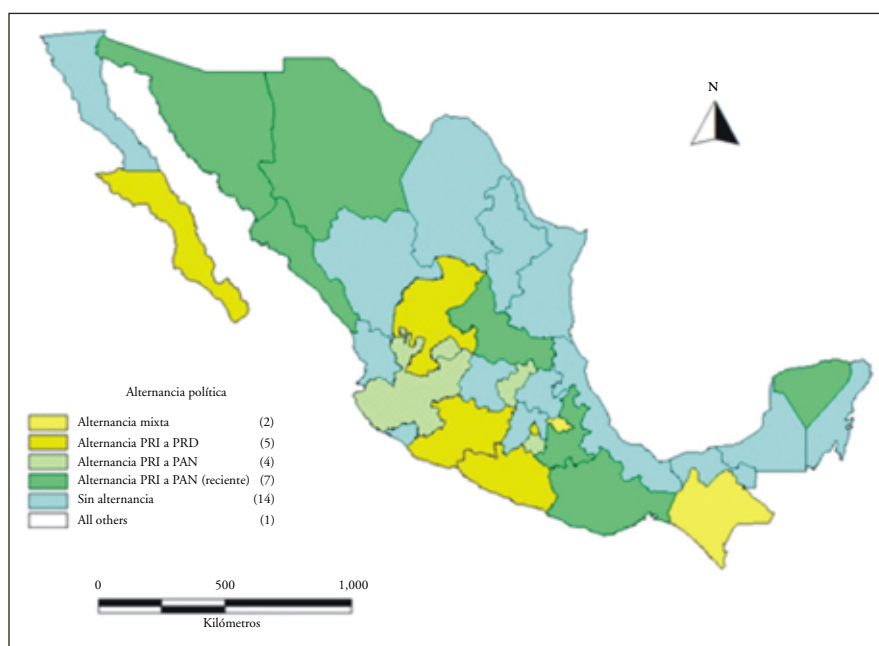 N
Alternancia política
Alternancia mixta (2)
Alternancia PRI a PRD (5)
Alternancia PRI a PAN (4)
Alternancia PRI a PAN (reciente) (7)
Sin alternancia (14)
All others (1)
0 500 1,000
Kilómetros